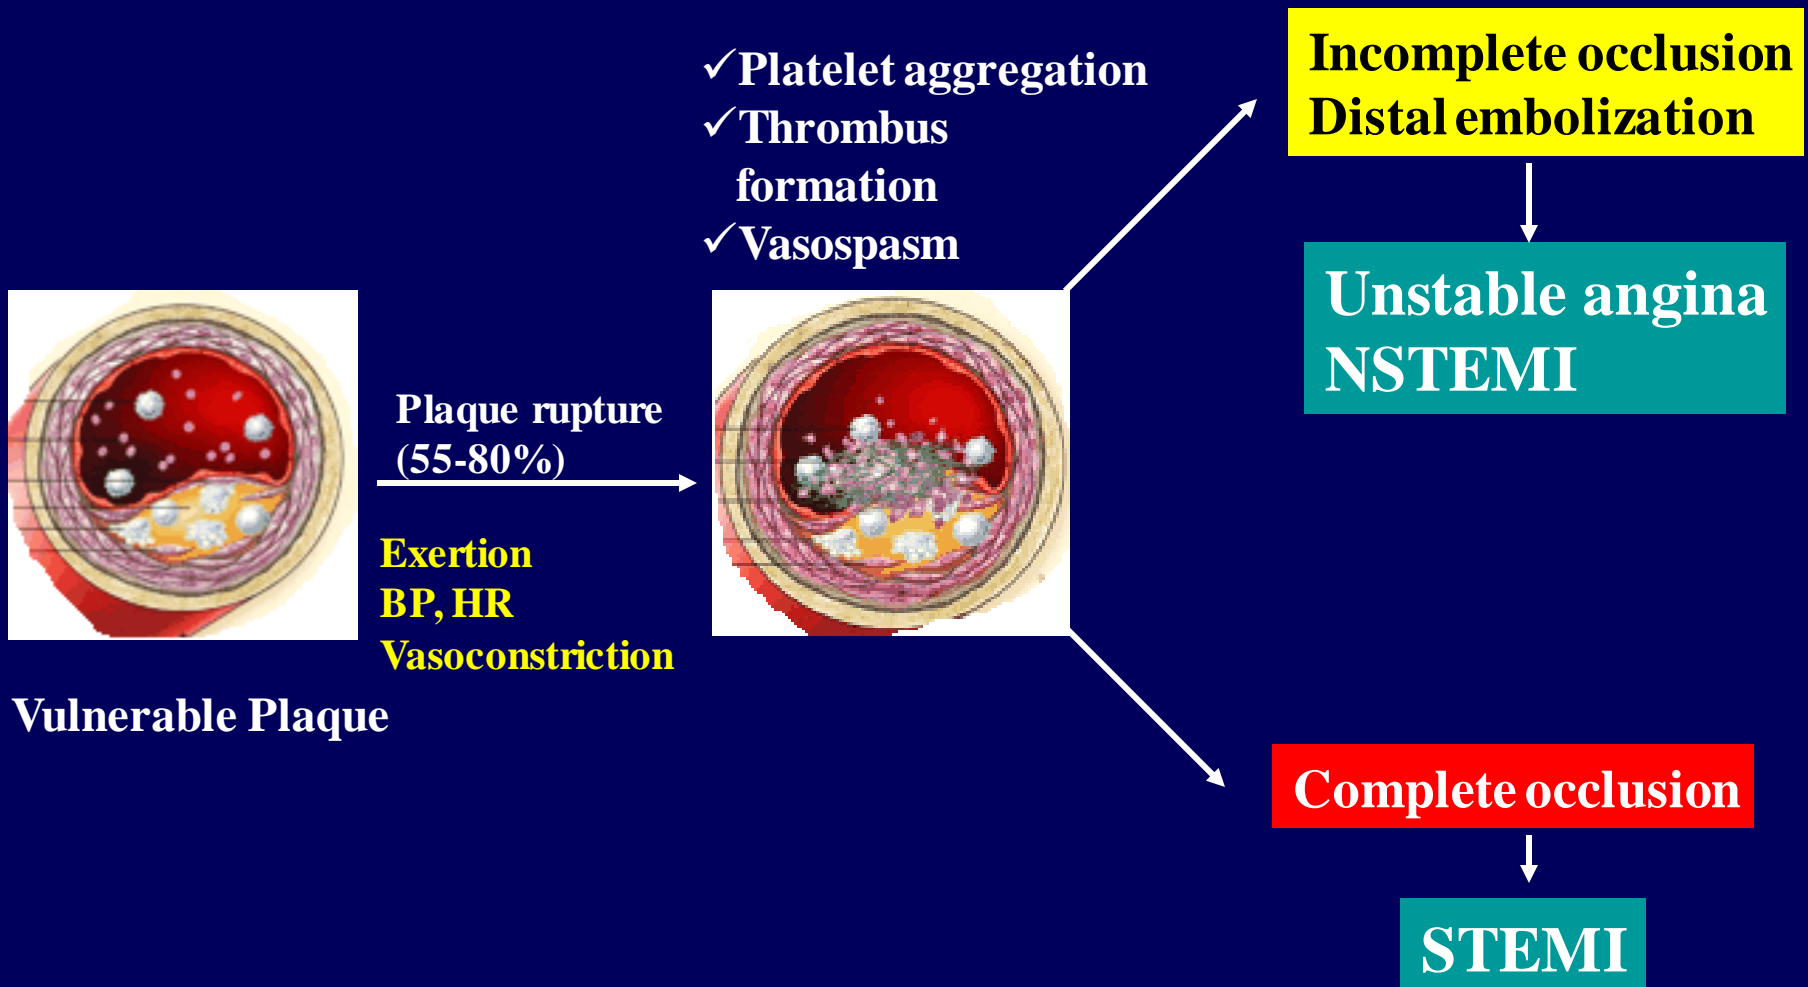 ✓Platelet aggregation
✓Thrombus
formation
✓Vasospasm
Incomplete occlusion
Distal embolization
Unstable angina
NSTEMI
Plaque rupture
(55-80%)
Exertion
BP, HR
Vasoconstriction
Vulnerable Plaque
Complete occlusion
STEMI